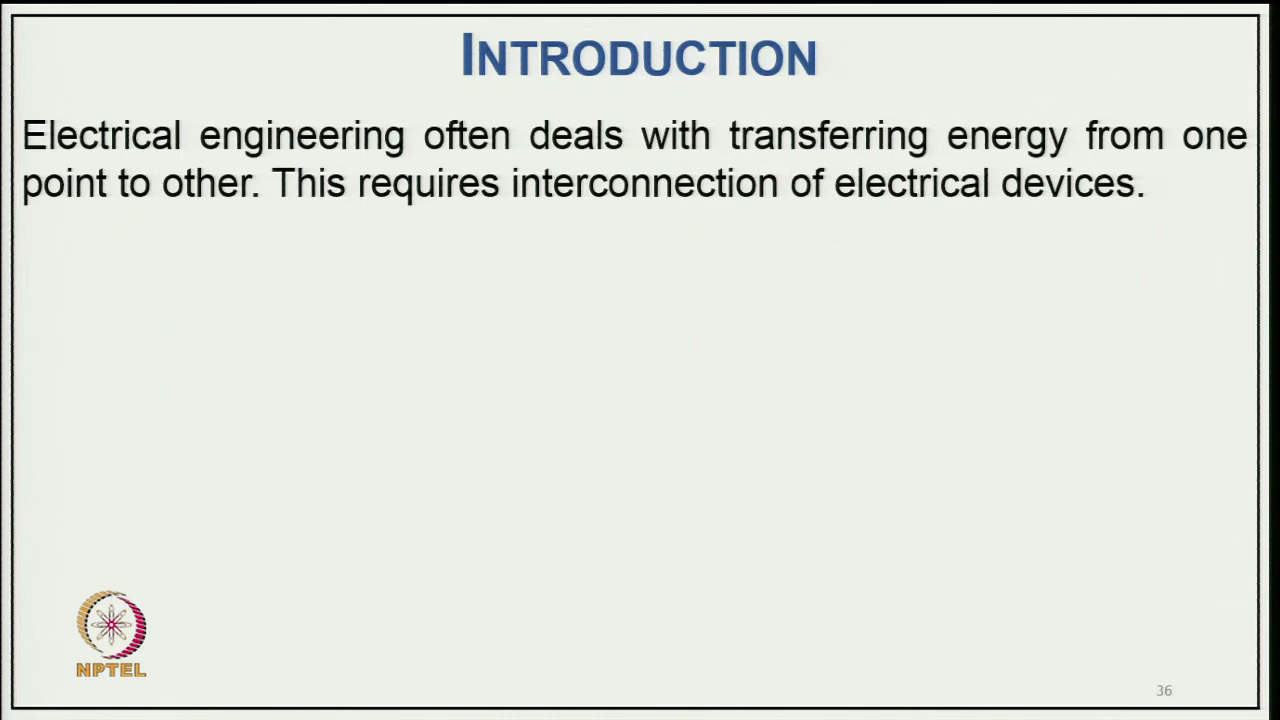 INTRODUCTION
Electrical engineering often deals with transferring energy from one
point to other. This requires interconnection of electrical devices.
NPTEL
36